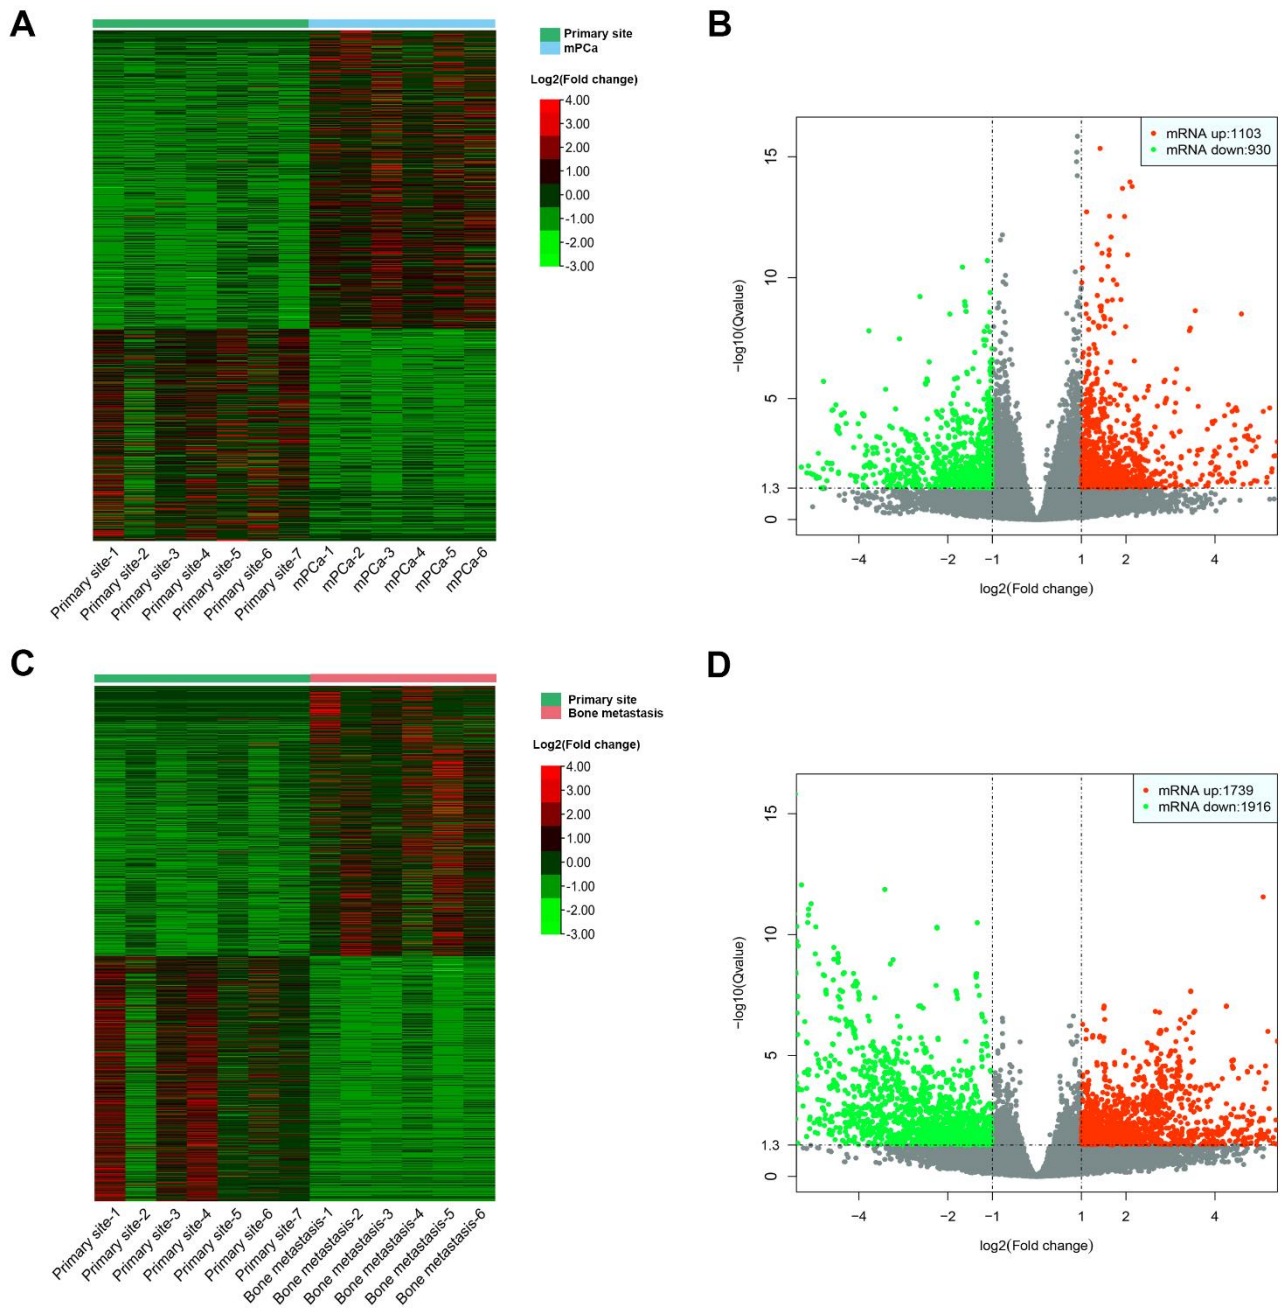 A
Primary site
mPCa
Log2(Fold change)
4.00
3.00
2.00
1.00
0.00
-1.00
-2.00
-3.00
Primary site-1
Primary site-2
Primary site-3
Primary site-4
Primary site-5
Primary site-6
Primary site-7
mPCa-1
mPCa-2
mPCa-3
mPCa-4
mPCa-5
mPCa-6
B
mRNA up:1103
mRNA down:930
−log10(Qvalue)
15
10
5
1.3
0
−4
−2
−1
1
2
4
log2(Fold change)
C
Primary site
Bone metastasis
Log2(Fold change)
4.00
3.00
2.00
1.00
0.00
-1.00
-2.00
-3.00
Primary site-1
Primary site-2
Primary site-3
Primary site-4
Primary site-5
Primary site-6
Primary site-7
Bone metastasis-1
Bone metastasis-2
Bone metastasis-3
Bone metastasis-4
Bone metastasis-5
Bone metastasis-6
D
mRNA up:1739
mRNA down:1916
−log10(Qvalue)
15
10
5
1.3
0
−4
−2
−1
1
2
4
log2(Fold change)